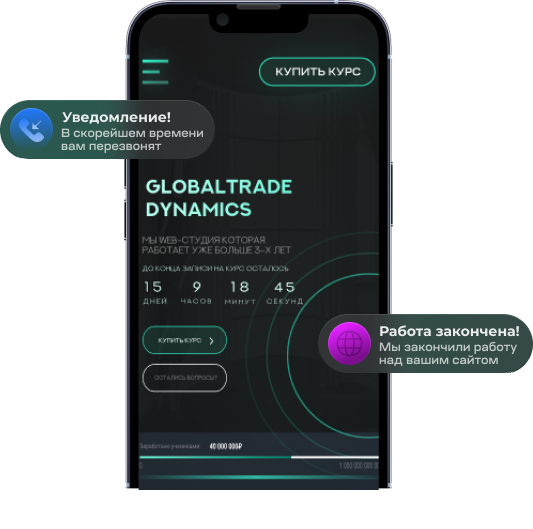 КУПИТЬ КУРС
Уведомление!
В скорейшем времени
вам перезвонят
GLOBALTRADE
DYNAMICS
МЫ WEB-СТУДИЯ КОТОРАЯ
РАБОТАЕТ УЖЕ БОЛЬШЕ 3-Х ЛЕТ
ДО КОНЦА ЗАПИСИ НА КУРС ОСТАЛОСЬ
15 9 18 45
ДНЕЙ ЧАСОВ МИНУТ СЕКУНД
Работа закончена!
Мы закончили работу
над вашим сайтом
КУПИТЬ КУРС
ОСТАЛИСЬ ВОПРОСЫ?
Заработано учениками: 40 000 000₽
0 1 000 000 000 00